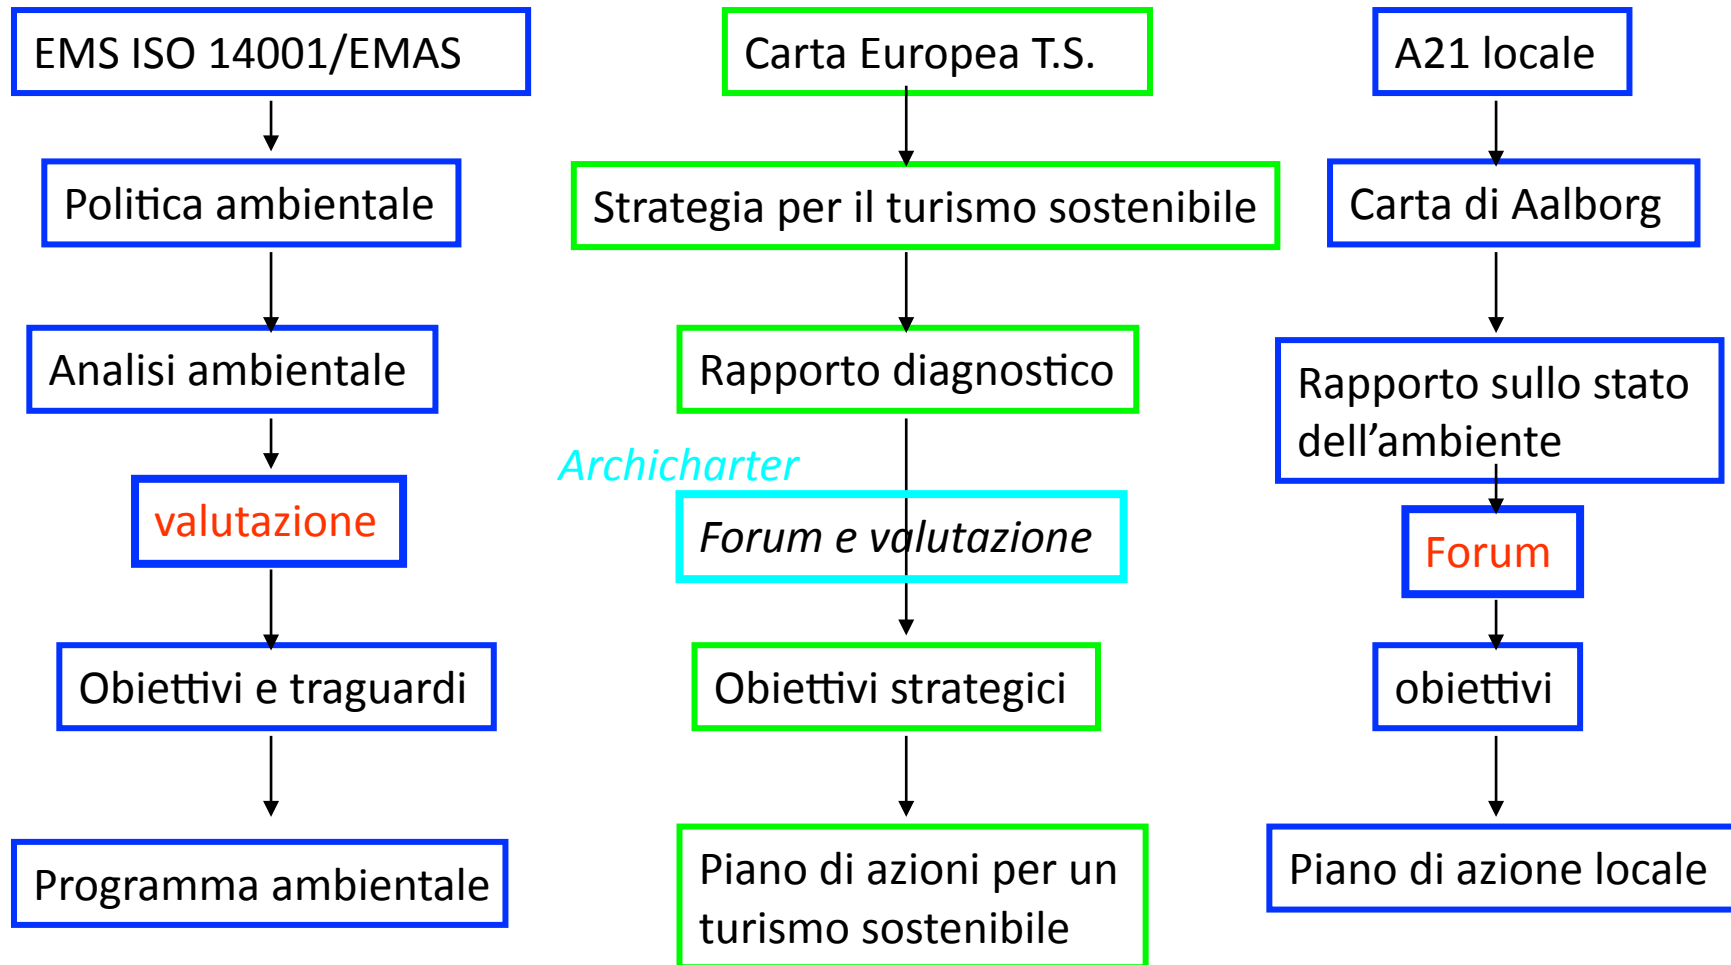 EMS ISO 14001/EMAS
Politica ambientale
Analisi ambientale
valutazione
Obiettivi e traguardi
Programma ambientale
Carta Europea T.S.
Strategia per il turismo sostenibile
Rapporto diagnostico
Archicharter
Forum e valutazione
Obiettivi strategici
Piano di azioni per un
turismo sostenibile
A21 locale
Carta di Aalborg
Rapporto sullo stato
dell’ambiente
Forum
obiettivi
Piano di azione locale